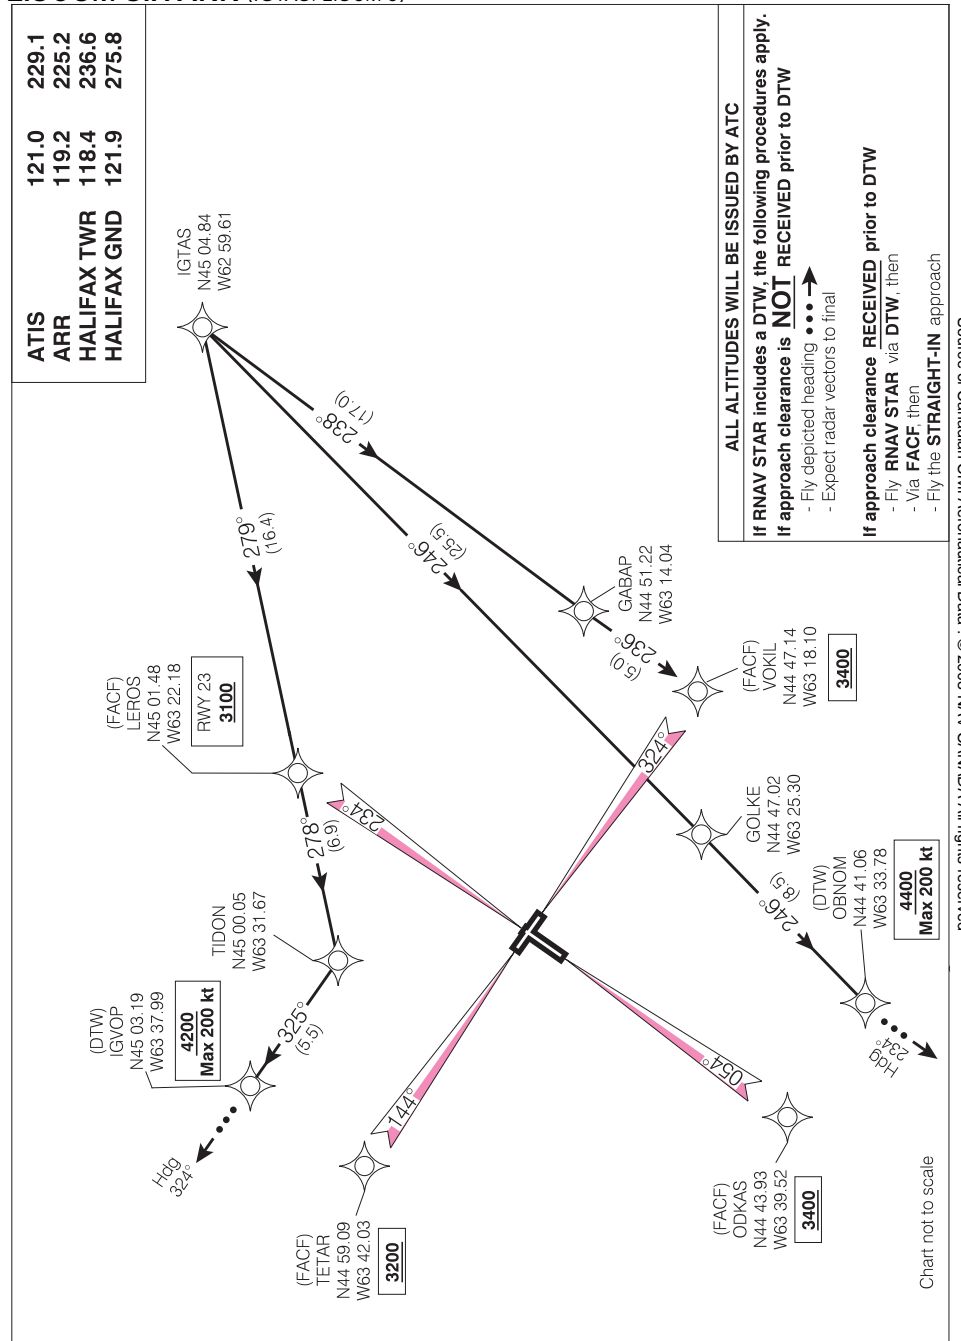 ATIS 121.0 229.1
ARR 119.2 225.2
HALIFAX TWR 118.4 236.6
HALIFAX GND 121.9 275.8
IGTAS
N45 04.84
W62 59.61
238°
(17.0)
246°
(25.5)
279°
(16.4)
(FACF)
LEROS
N45 01.48
W63 22.18
RWY 23
3100
278°
(6.9)
TIDON
N45 00.05
W63 31.67
325°
(5.5)
(DTW)
IGVOP
N45 03.19
W63 37.99
4200
Max 200 kt
Hdg
324°
GABAP
N44 51.22
W63 14.04
236°
(5.0)
(FACF)
VOKIL
N44 47.14
W63 18.10
3400
234°
324°
144°
054°
GOLKE
N44 47.02
W63 25.30
246°
(8.5)
(DTW)
OBNOM
N44 41.06
W63 33.78
4400
Max 200 kt
Hdg
234°
(FACF)
TETAR
N44 59.09
W63 42.03
3200
(FACF)
ODKAS
N44 43.93
W63 39.52
3400
Chart not to scale
ALL ALTITUDES WILL BE ISSUED BY ATC
If RNAV STAR includes a DTW, the following procedures apply.
If approach clearance is NOT RECEIVED prior to DTW
- Fly depicted heading
- Expect radar vectors to final
If approach clearance RECEIVED prior to DTW
- Fly RNAV STAR via DTW, then
- Via FACF, then
- Fly the STRAIGHT-IN approach